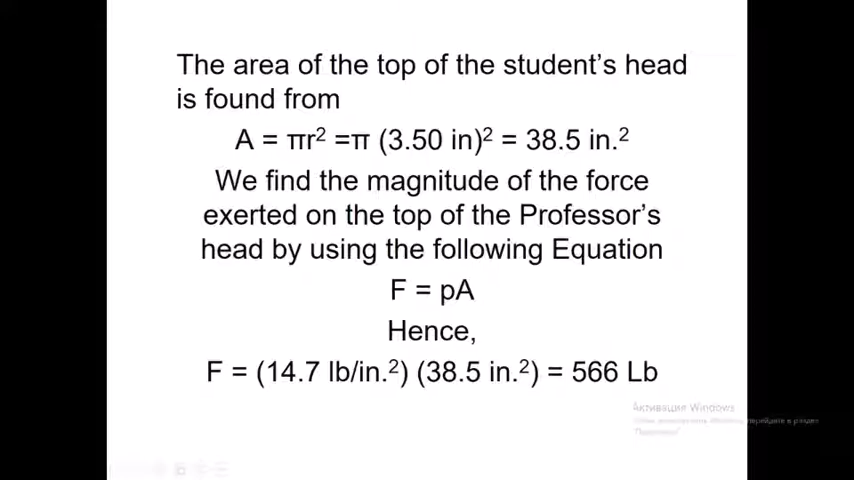 The area of the top of the student’s head
is found from
A = πr² =π (3.50 in)² = 38.5 in.²
We find the magnitude of the force
exerted on the top of the Professor’s
head by using the following Equation
F = pA
Hence,
F = (14.7 lb/in.²) (38.5 in.²) = 566 Lb
Активация Windows
перейдите в раздел